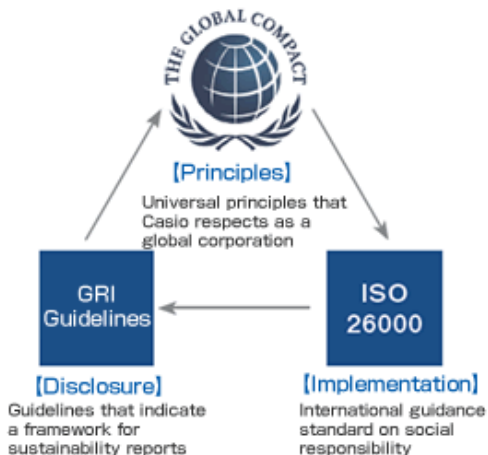 THE GLOBAL COMPACT
【Principles】
Universal principles that
Casio respects as a
global corporation
GRI
Guidelines
【Disclosure】
Guidelines that indicate
a framework for
sustainability reports
ISO
26000
【Implementation】
International guidance
standard on social
responsibility